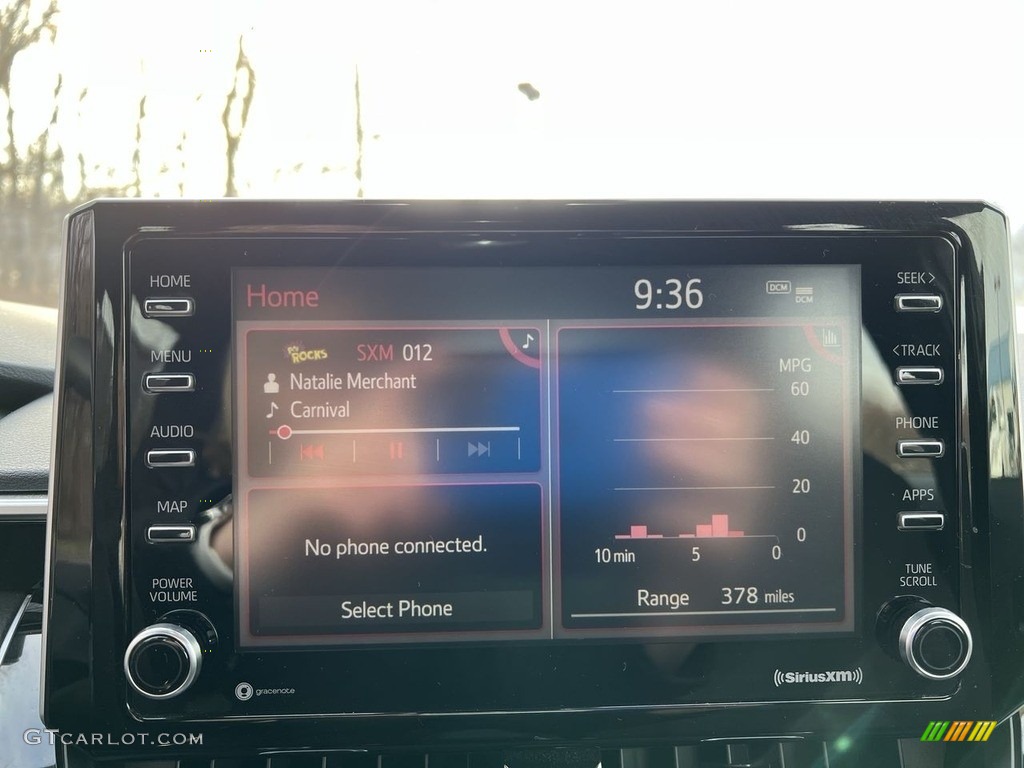 HOME
MENU
AUDIO
MAP
POWER
VOLUME
Home
9:36
DCM
DCM
ROCKS
SXM 012
Natalie Merchant
Carnival
No phone connected.
Select Phone
MPG
60
40
20
0
10 min 5 0
Range 378 miles
SEEK >
< TRACK
PHONE
APPS
TUNE
SCROLL
gracenote
((SiriusXM))
GTCARLOT.COM